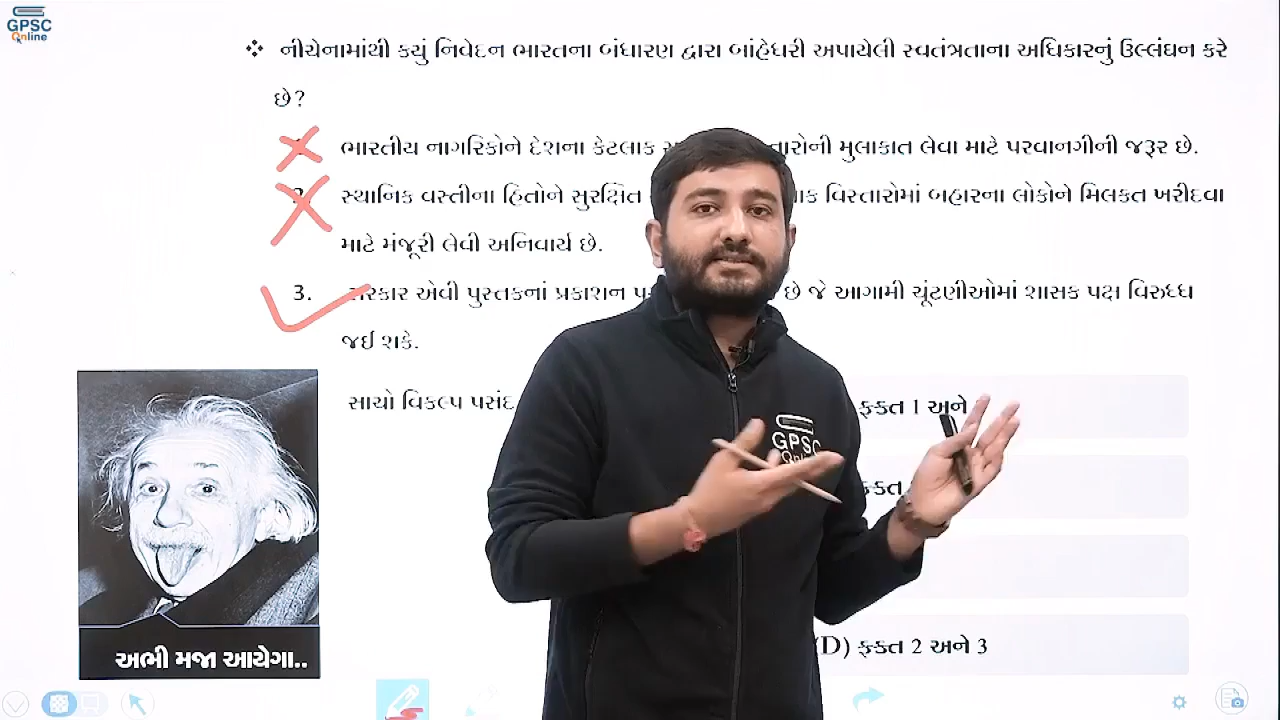 GPSC
Online
❖ નીચેનામાંથી કયું નિવેદન ભારતના બંધારણ દ્વારા બાંહેધરી અપાયેલી સ્વતંત્રતાના અધિકારનું ઉલ્લંઘન કરે
છે?
ભારતીય નાગરિકોને દેશના કેટલાક તારોની મુલાકાત લેવા માટે પરવાનગીની જરૂર છે.
2. સ્થાનિક વસ્તીના હિતોને સુરક્ષિત વિસ્તારોમાં બહારના લોકોને મિલકત ખરીદવા
માટે મંજૂરી લેવી અનિવાર્ય છે.
3. સરકાર એવી પુસ્તકનાં પ્રકાશન છે જે આગામી ચૂંટણીઓમાં શાસક પક્ષ વિરુધ્ધ
જઈ શકે.
સાચો વિકલ્પ પસંદ
ફક્ત 1 અને
GPSC
Online
ફક્ત
(D) ફક્ત 2 અને 3
અભી મજા આયેગા..